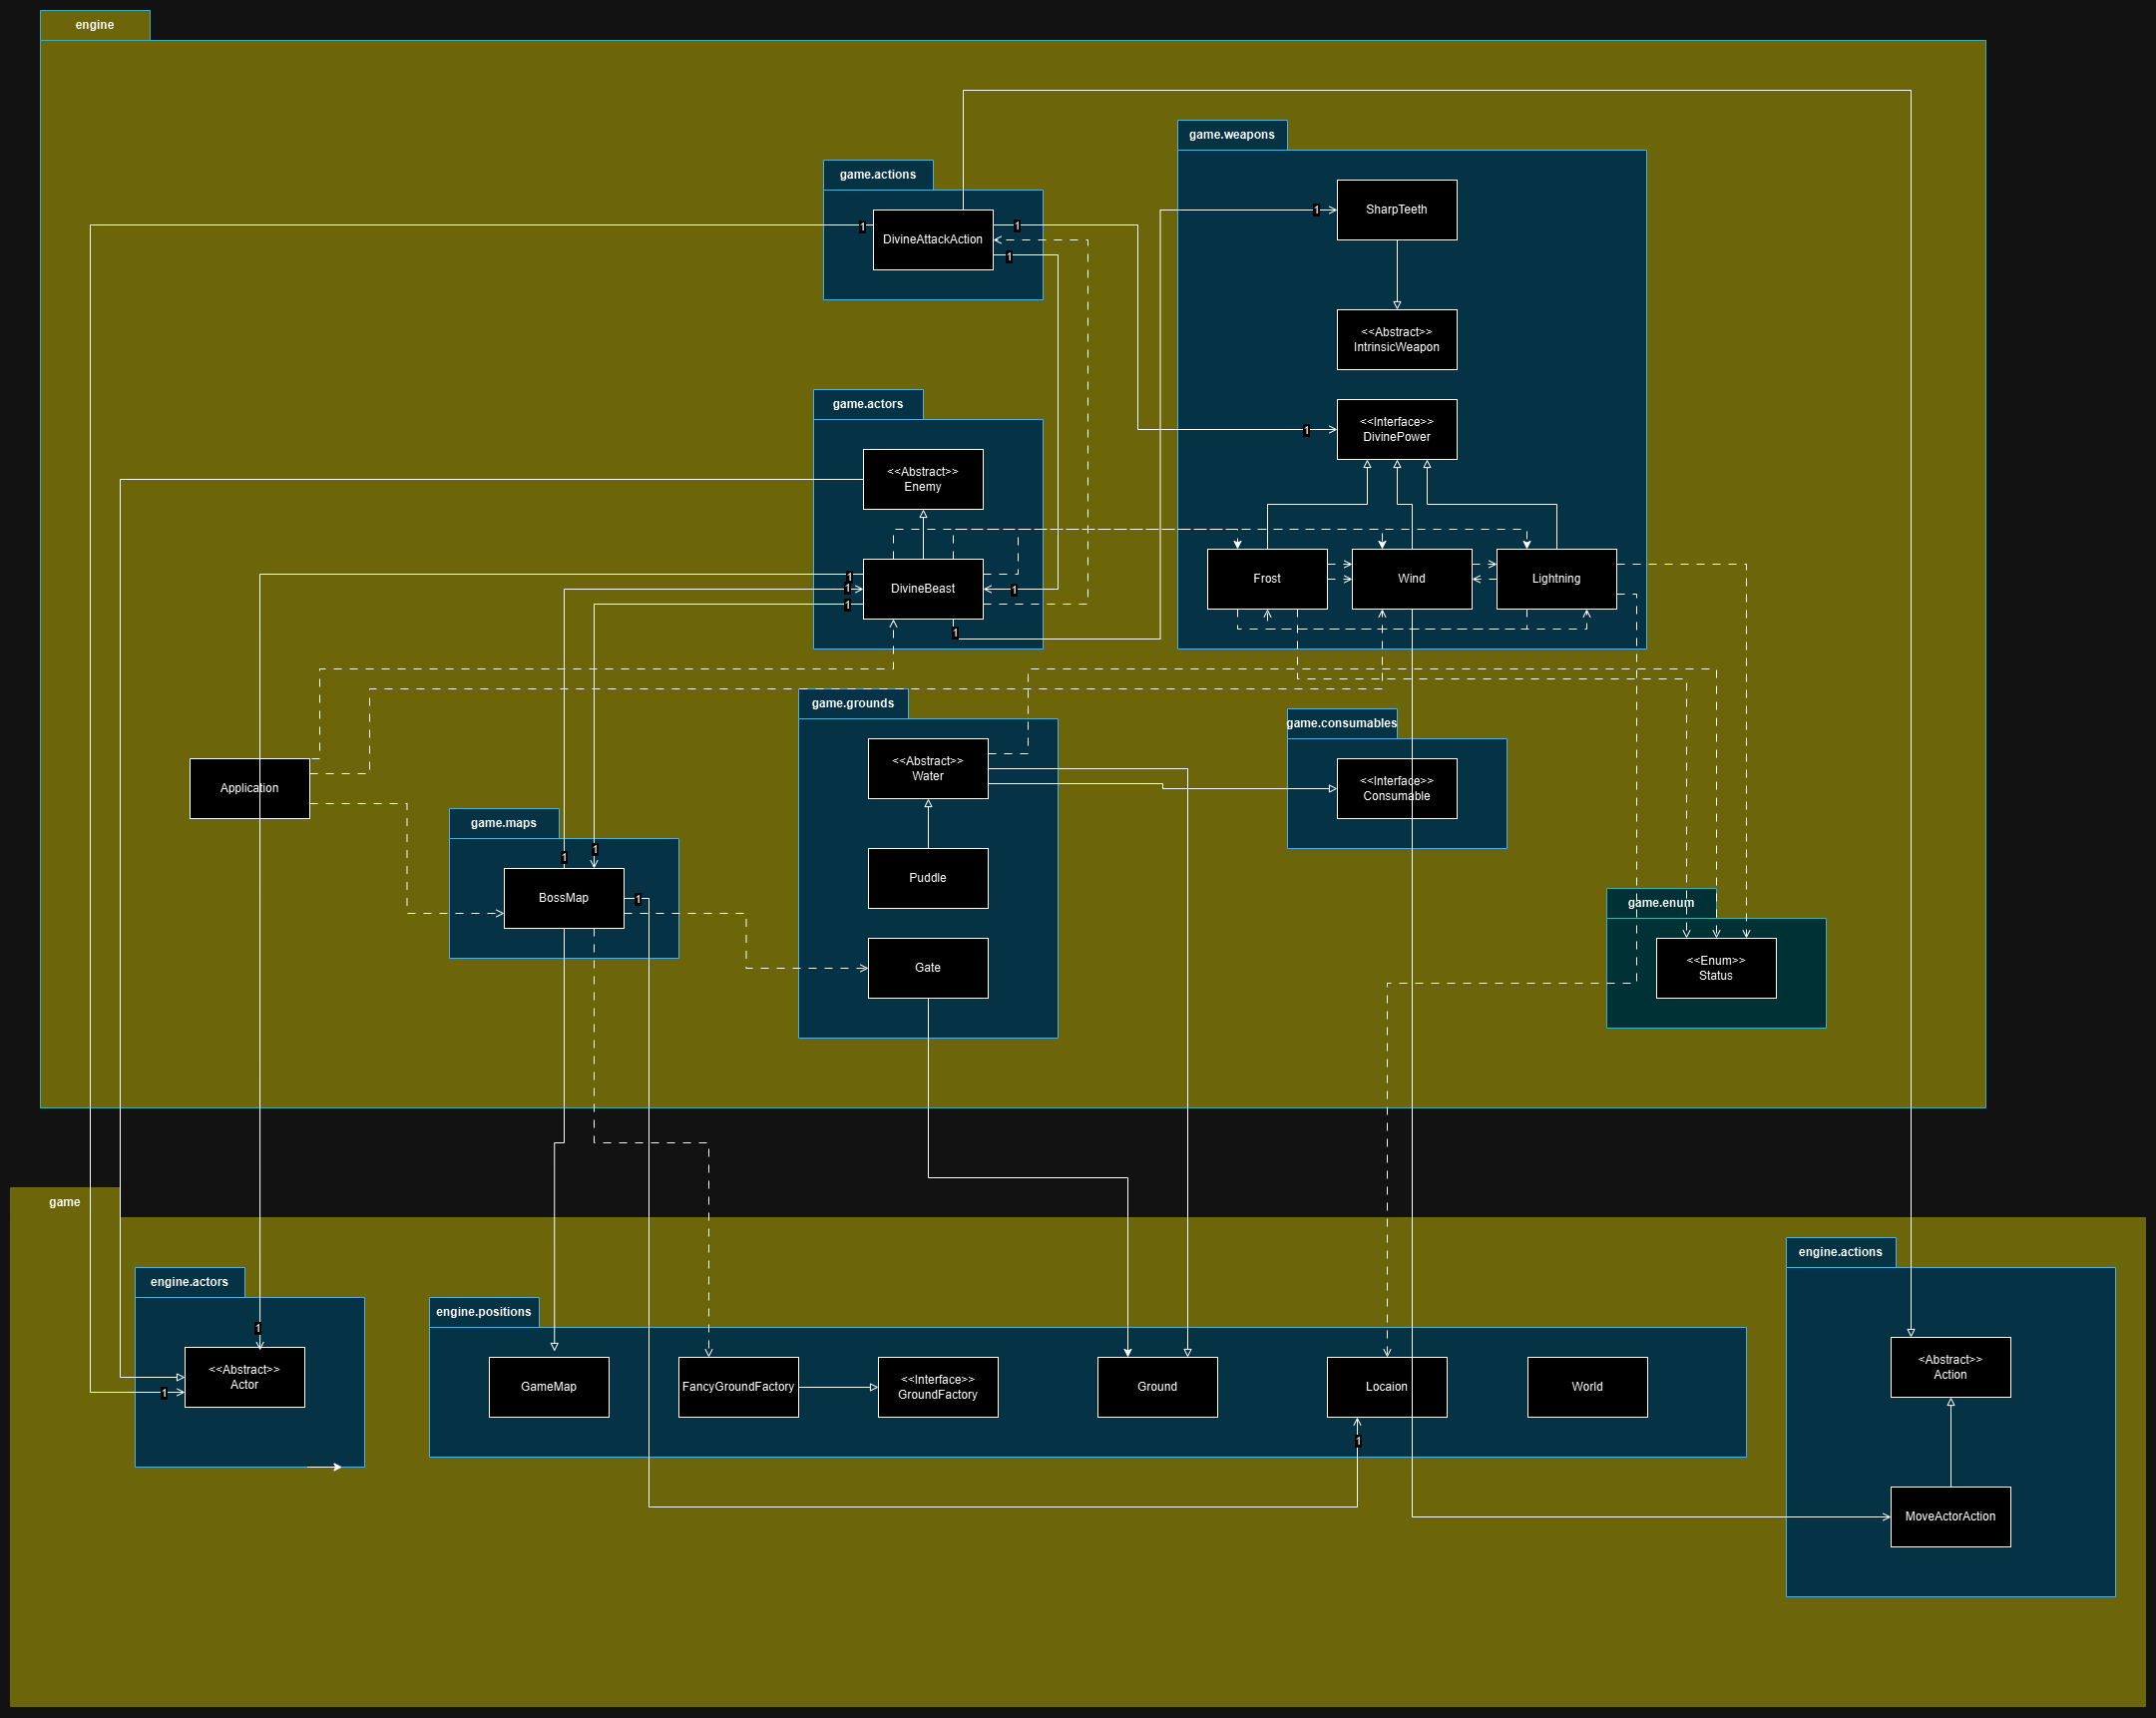 engine
game.weapons
game.actions
SharpTeeth
1
1
1
DivineAttackAction
1
<<Abstract>>
IntrinsicWeapon
game.actors
<<Interface>>
DivinePower
1
<<Abstract>>
Enemy
Frost
Wind
Lightning
1
1
DivineBeast
1
1
1
game.grounds
game.consumables
<<Abstract>>
Water
<<Interface>>
Consumable
Application
game.maps
1
1
Puddle
BossMap
1
game.enum
Gate
<<Enum>>
Status
game
engine.actions
engine.actors
engine.positions
1
<<Abstract>>
Actor
1
GameMap
FancyGroundFactory
<<Interface>>
GroundFactory
Ground
Locaion
World
<Abstract>>
Action
1
MoveActorAction